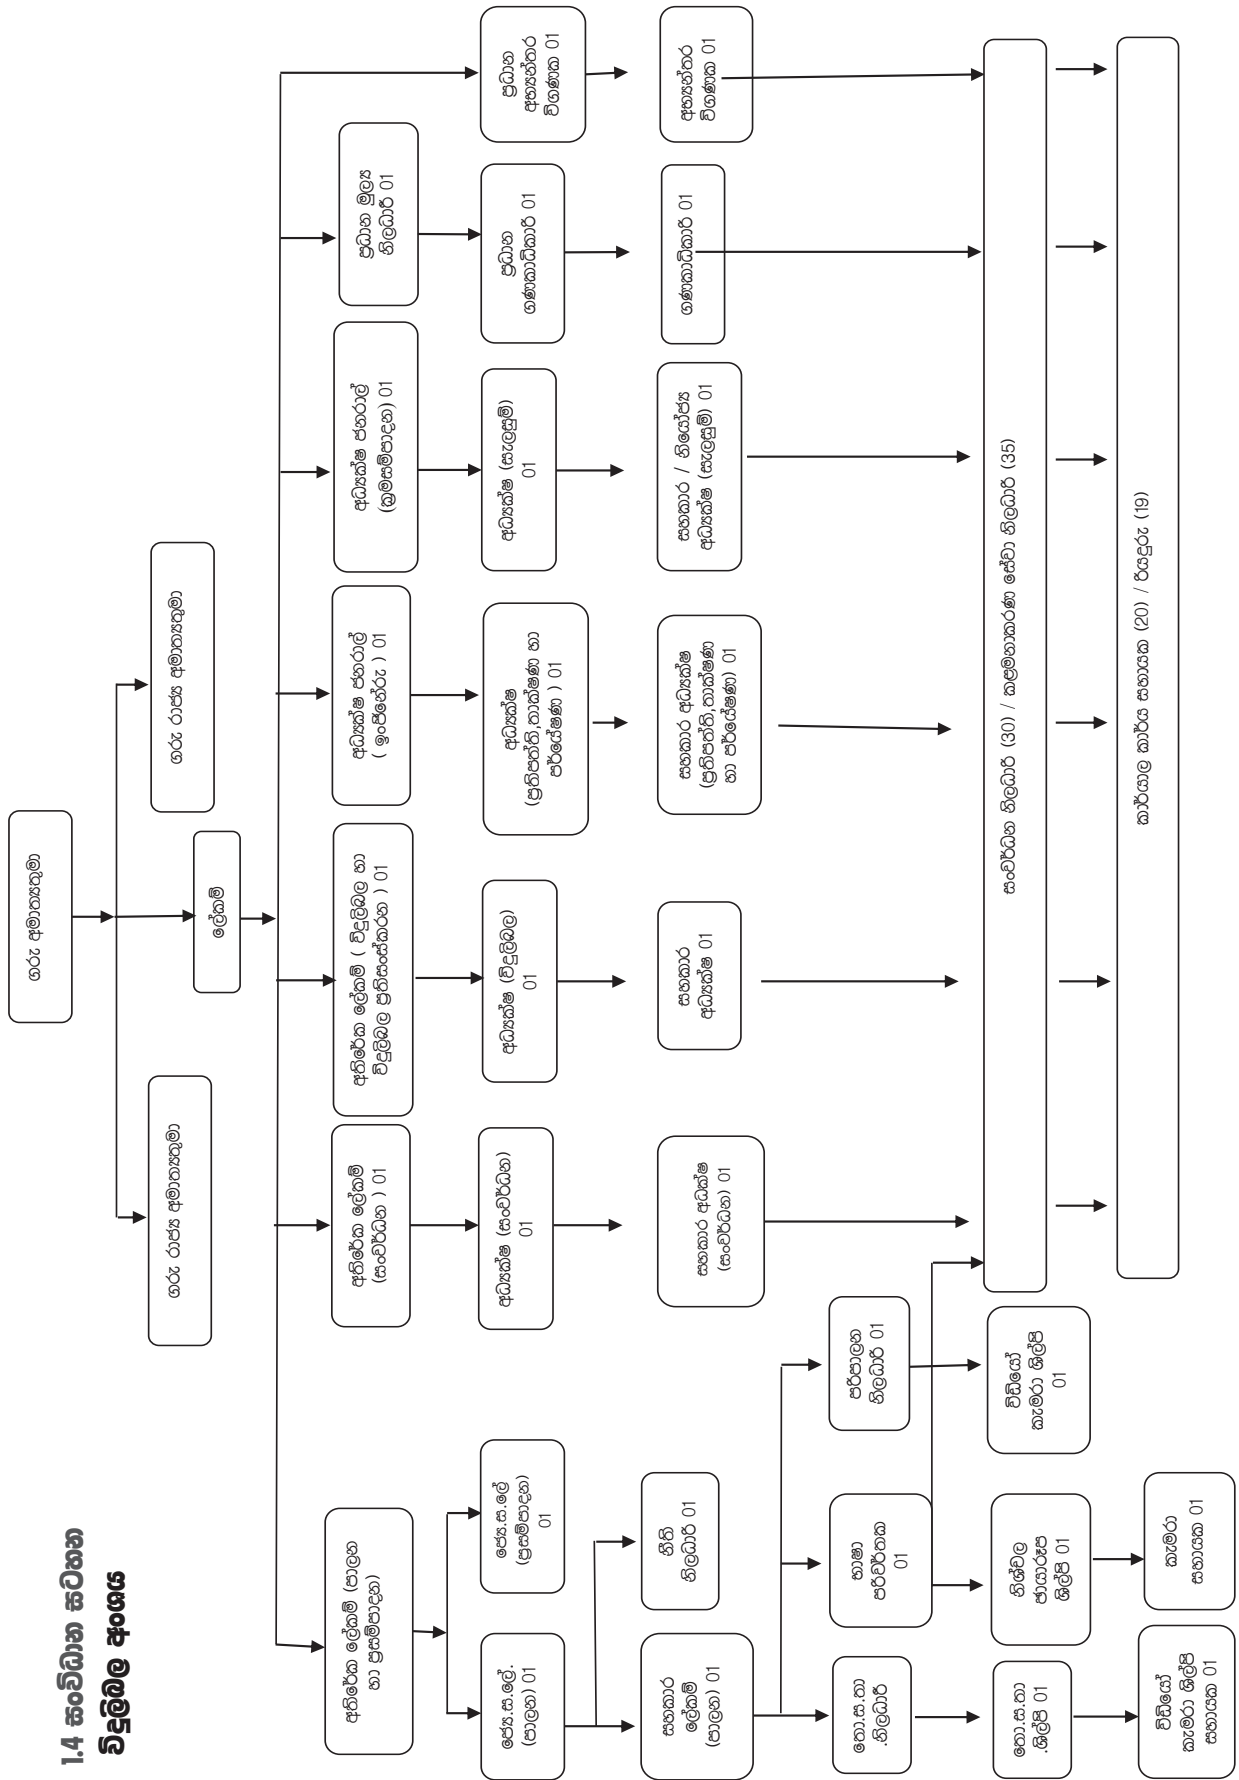 1.4 සංවිධාන සටහන
විදුලිබල අංශය
ගරු අමාත්‍යතුමා
ගරු රාජ්‍ය අමාත්‍යතුමා
ගරු රාජ්‍ය අමාත්‍යතුමා
ලේකම්
අතිරේක ලේකම් (පාලන
හා ප්‍රසම්පාදන)
අතිරේක ලේකම්
(සංවර්ධන ) 01
අතිරේක ලේකම් ( විදුලිබල හා
විදුලිබල ප්‍රතිසංස්කරන ) 01
අධ්‍යක්ෂ ජනරාල්
( ඉංජිනේරු ) 01
අධ්‍යක්ෂ ජනරාල්
(ක්‍රමසම්පාදන) 01
ප්‍රධාන මූල්‍ය
නිලධාරී 01
ජ්‍යෙ.ස.ලේ.
(පාලන) 01
ජ්‍යෙ.ස.ලේ
(ප්‍රසම්පාදන)
01
අධ්‍යක්ෂ (සංවර්ධන)
01
අධ්‍යක්ෂ (විදුලිබල)
01
අධ්‍යක්ෂ
(ප්‍රතිපත්ති,තාක්ෂණ හා
පර්යේෂණ ) 01
අධ්‍යක්ෂ (සැලසුම්)
01
ප්‍රධාන
ගණකාධිකාරී 01
ප්‍රධාන
අභ්‍යන්තර
විගණක 01
සහකාර
ලේකම්
(පාලන) 01
නීති
නිලධාරී 01
සහකාර අධක්ෂ
(සංවර්ධන) 01
සහකාර
අධ්‍යක්ෂ 01
සහකාර අධ්‍යක්ෂ
(ප්‍රතිපත්ති,තාක්ෂණ
හා පර්යේෂණ) 01
සහකාර / නියෝජ්‍ය
අධ්‍යක්ෂ (සැලසුම්) 01
ගණකාධිකාරී 01
අභ්‍යන්තර
විගණක 01
තො.ස.තා
.නිලධාරී
භාෂා
පරිවර්තක
01
පරිපාලන
නිලධාරී 01
තො.ස.තා
.ශිල්පී 01
නිශ්චල
ඡායාරූප
ශිල්පී 01
වීඩියෝ
කැමරා ශිල්පී
01
සංවර්ධන නිලධාරී (30) / කළමනාකරණ සේවා නිලධාරී (35)
වීඩියෝ
කැමරා ශිල්පී
සහායක 01
කැමරා
සහායක 01
කාර්යාල කාර්ය සහායක (20) / රියදුරු (19)